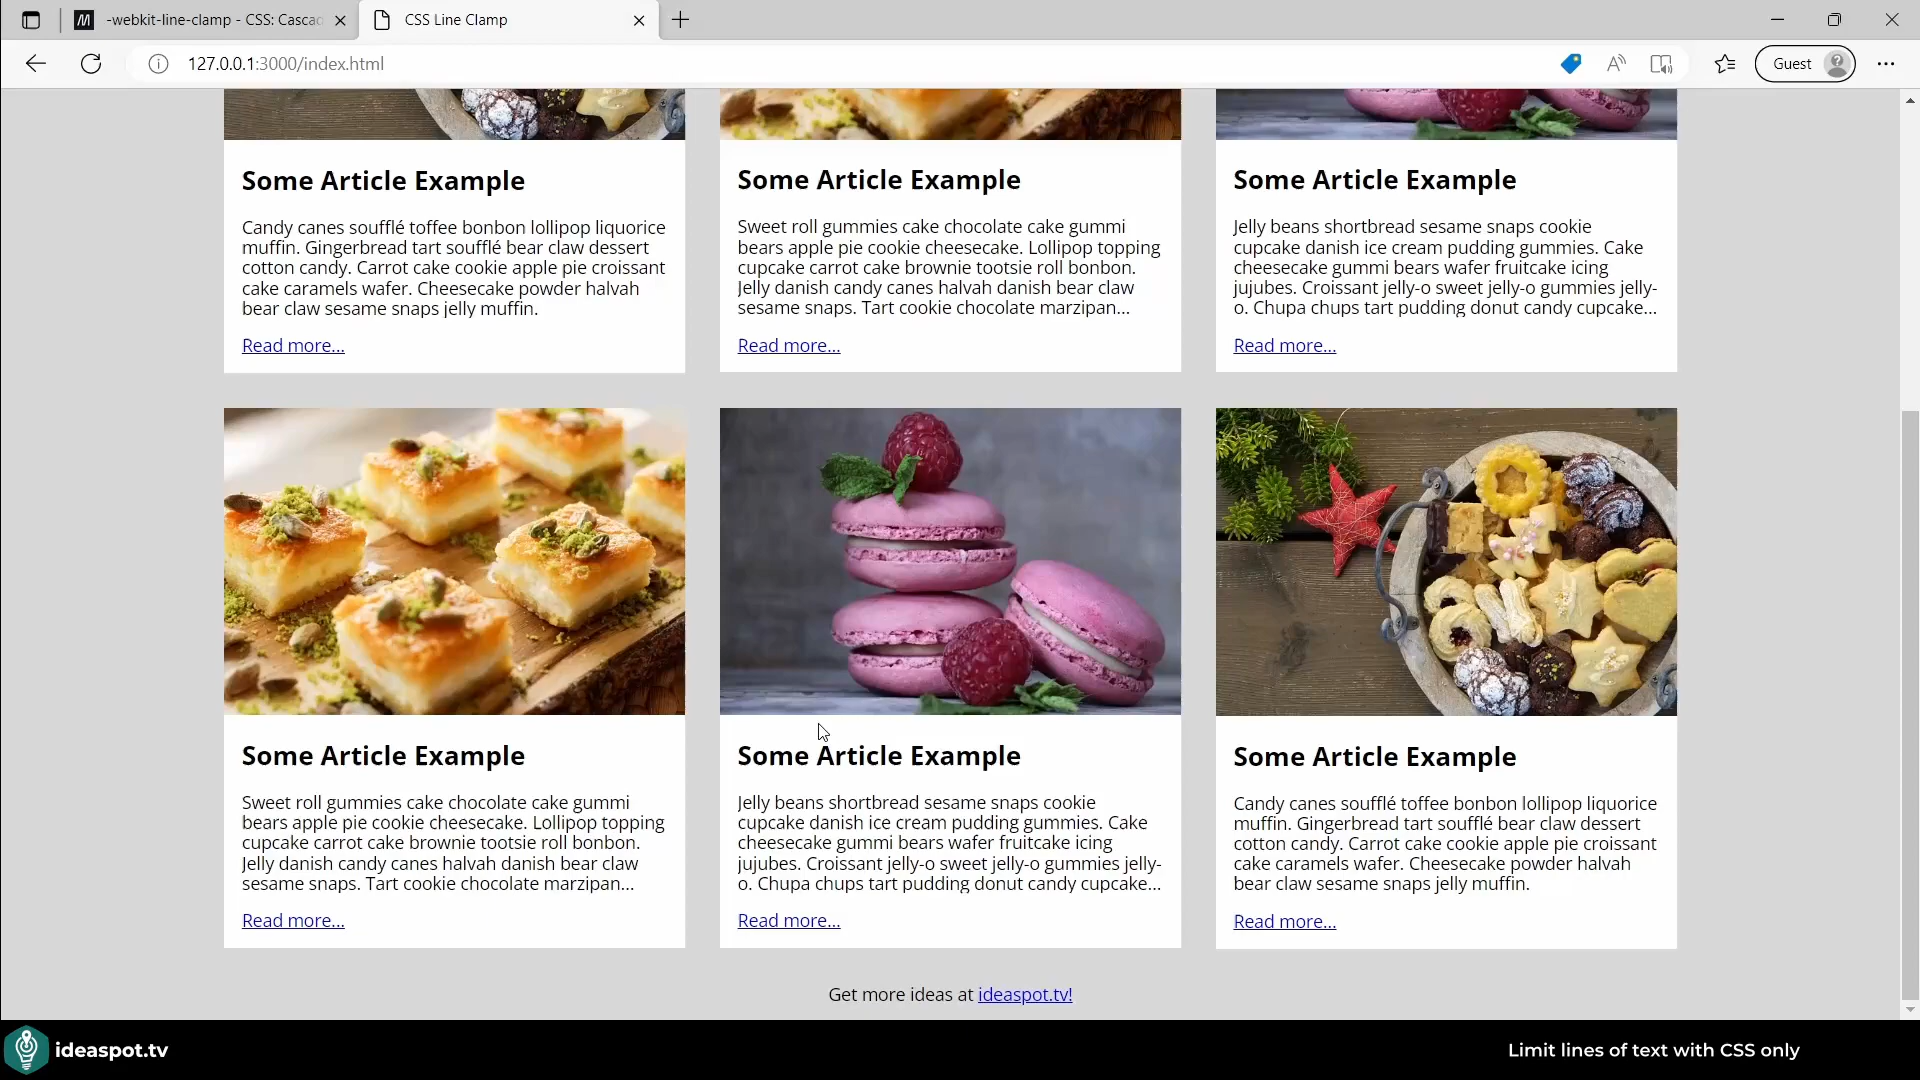 -webkit-line-clamp - CSS: Cascad
CSS Line Clamp
127.0.0.1:3000/index.html
Guest
Some Article Example
Candy canes soufflé toffee bonbon lollipop liquorice
muffin. Gingerbread tart soufflé bear claw dessert
cotton candy. Carrot cake cookie apple pie croissant
cake caramels wafer. Cheesecake powder halvah
bear claw sesame snaps jelly muffin.
Read more...
Some Article Example
Sweet roll gummies cake chocolate cake gummi
bears apple pie cookie cheesecake. Lollipop topping
cupcake carrot cake brownie tootsie roll bonbon.
Jelly danish candy canes halvah danish bear claw
sesame snaps. Tart cookie chocolate marzipan...
Read more...
Some Article Example
Jelly beans shortbread sesame snaps cookie
cupcake danish ice cream pudding gummies. Cake
cheesecake gummi bears wafer fruitcake icing
jujubes. Croissant jelly-o sweet jelly-o gummies jelly-
o. Chupa chups tart pudding donut candy cupcake...
Read more...
Some Article Example
Sweet roll gummies cake chocolate cake gummi
bears apple pie cookie cheesecake. Lollipop topping
cupcake carrot cake brownie tootsie roll bonbon.
Jelly danish candy canes halvah danish bear claw
sesame snaps. Tart cookie chocolate marzipan...
Read more...
Some Article Example
Jelly beans shortbread sesame snaps cookie
cupcake danish ice cream pudding gummies. Cake
cheesecake gummi bears wafer fruitcake icing
jujubes. Croissant jelly-o sweet jelly-o gummies jelly-
o. Chupa chups tart pudding donut candy cupcake...
Read more...
Some Article Example
Candy canes soufflé toffee bonbon lollipop liquorice
muffin. Gingerbread tart soufflé bear claw dessert
cotton candy. Carrot cake cookie apple pie croissant
cake caramels wafer. Cheesecake powder halvah
bear claw sesame snaps jelly muffin.
Read more...
Get more ideas at ideaspot.tv!
ideaspot.tv
Limit lines of text with CSS only